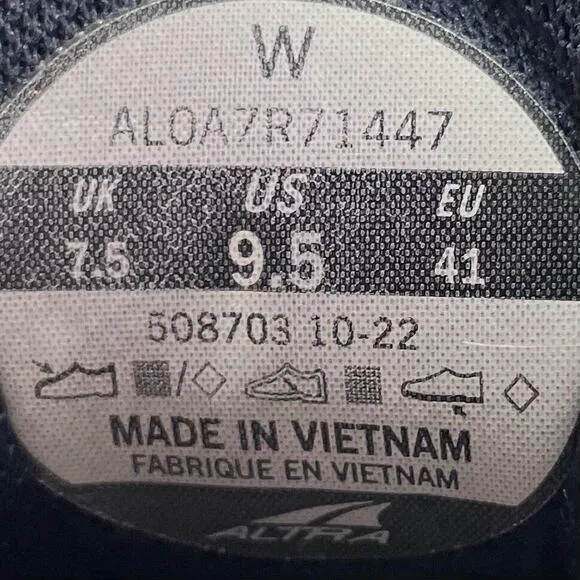 W
AL0A7R71447
UK US EU
7.5 9.5 41
508703 10-22
MADE IN VIETNAM
FABRIQUE EN VIETNAM
ALTRA